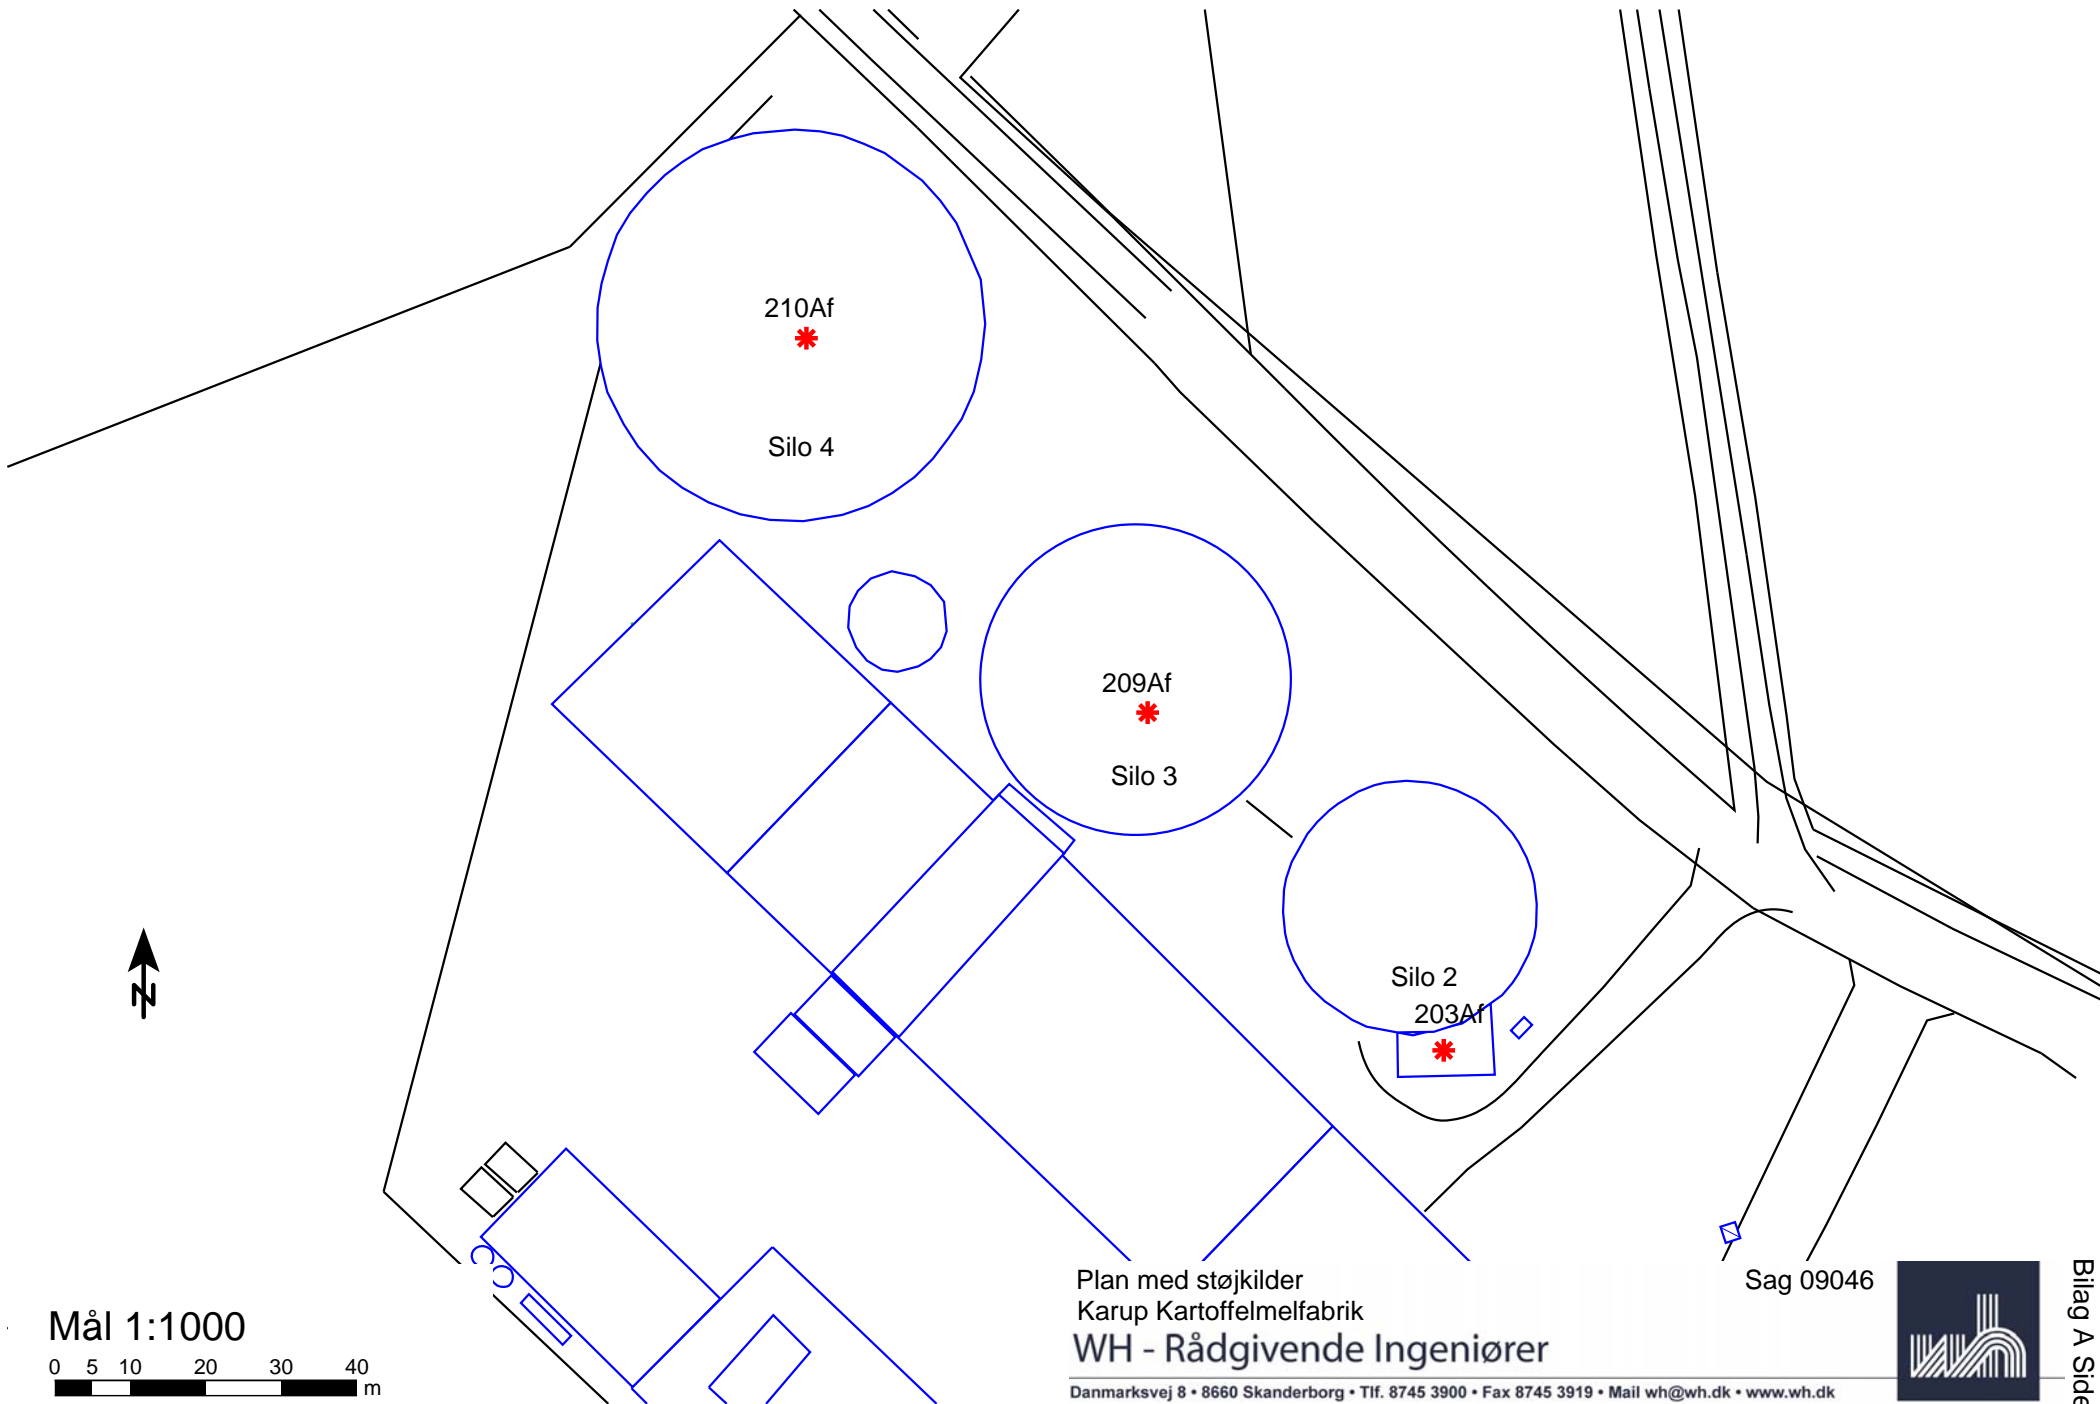 210Af
Silo 4
209Af
Silo 3
Silo 2
203Af
N
Mål 1:1000
0 5 10 20 30 40
m
Plan med støjkilder
Karup Kartoffelmelfabrik
Sag 09046
WH - Rådgivende Ingeniører
Danmarksvej 8 • 8660 Skanderborg • Tlf. 8745 3900 • Fax 8745 3919 • Mail wh@wh.dk • www.wh.dk
Bilag A Side